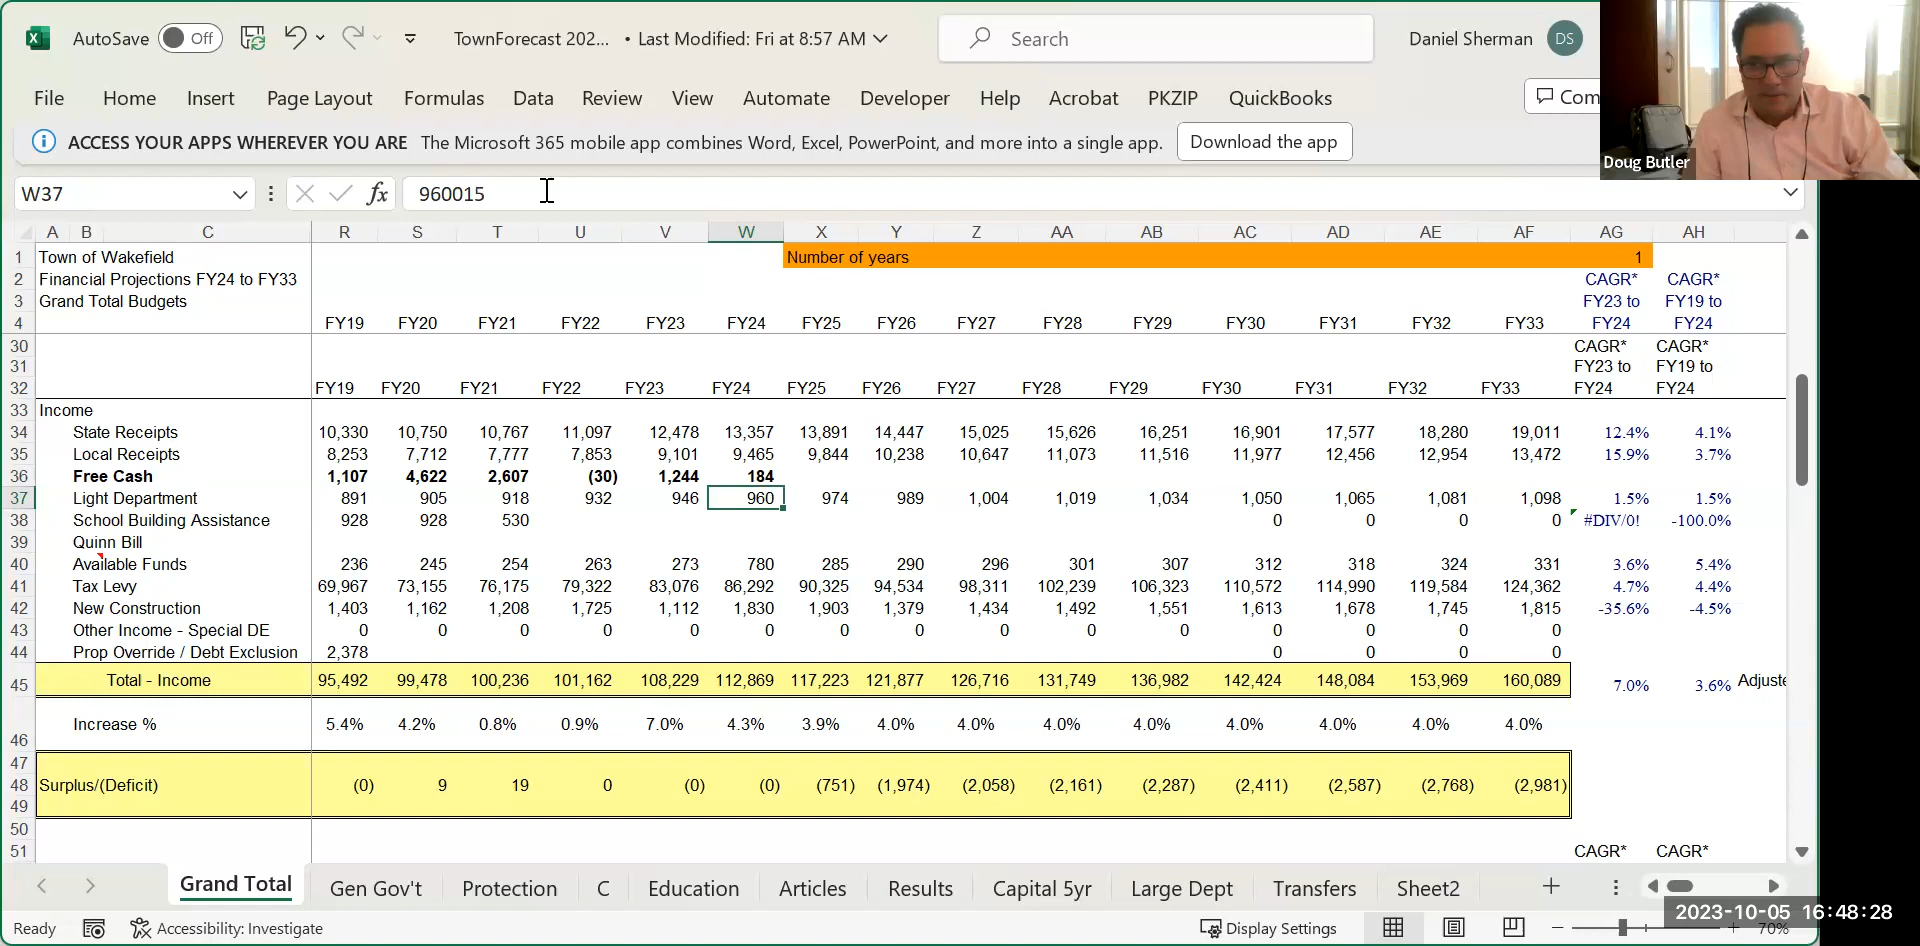 AutoSave Off TownForecast 202... • Last Modified: Fri at 8:57 AM Search Daniel Sherman DS
File Home Insert Page Layout Formulas Data Review View Automate Developer Help Acrobat PKZIP QuickBooks Com
ACCESS YOUR APPS WHEREVER YOU ARE The Microsoft 365 mobile app combines Word, Excel, PowerPoint, and more into a single app. Download the app
Doug Butler
W37 fx 960015
A B C R S T U V W X Y Z AA AB AC AD AE AF AG AH
1 Town of Wakefield Number of years 1
2 Financial Projections FY24 to FY33 CAGR* CAGR*
3 Grand Total Budgets FY23 to FY19 to
4 FY19 FY20 FY21 FY22 FY23 FY24 FY25 FY26 FY27 FY28 FY29 FY30 FY31 FY32 FY33 FY24 FY24
30 CAGR* CAGR*
31 FY23 to FY19 to
32 FY19 FY20 FY21 FY22 FY23 FY24 FY25 FY26 FY27 FY28 FY29 FY30 FY31 FY32 FY33 FY24 FY24
33 Income
34 State Receipts 10,330 10,750 10,767 11,097 12,478 13,357 13,891 14,447 15,025 15,626 16,251 16,901 17,577 18,280 19,011 12.4% 4.1%
35 Local Receipts 8,253 7,712 7,777 7,853 9,101 9,465 9,844 10,238 10,647 11,073 11,516 11,977 12,456 12,954 13,472 15.9% 3.7%
36 Free Cash 1,107 4,622 2,607 (30) 1,244 184
37 Light Department 891 905 918 932 946 960 974 989 1,004 1,019 1,034 1,050 1,065 1,081 1,098 1.5% 1.5%
38 School Building Assistance 928 928 530 0 0 0 0 #DIV/0! -100.0%
39 Quinn Bill
40 Available Funds 236 245 254 263 273 780 285 290 296 301 307 312 318 324 331 3.6% 5.4%
41 Tax Levy 69,967 73,155 76,175 79,322 83,076 86,292 90,325 94,534 98,311 102,239 106,323 110,572 114,990 119,584 124,362 4.7% 4.4%
42 New Construction 1,403 1,162 1,208 1,725 1,112 1,830 1,903 1,379 1,434 1,492 1,551 1,613 1,678 1,745 1,815 -35.6% -4.5%
43 Other Income - Special DE 0 0 0 0 0 0 0 0 0 0 0 0 0 0 0
44 Prop Override / Debt Exclusion 2,378 0 0 0 0
45 Total - Income 95,492 99,478 100,236 101,162 108,229 112,869 117,223 121,877 126,716 131,749 136,982 142,424 148,084 153,969 160,089 7.0% 3.6% Adjuste
46 Increase % 5.4% 4.2% 0.8% 0.9% 7.0% 4.3% 3.9% 4.0% 4.0% 4.0% 4.0% 4.0% 4.0% 4.0% 4.0%
47
48 Surplus/(Deficit) (0) 9 19 0 (0) (0) (751) (1,974) (2,058) (2,161) (2,287) (2,411) (2,587) (2,768) (2,981)
49
50
51 CAGR* CAGR*
Grand Total Gen Gov't Protection C Education Articles Results Capital 5yr Large Dept Transfers Sheet2
2023-10-05 16:48:28
Ready Accessibility: Investigate Display Settings 70%